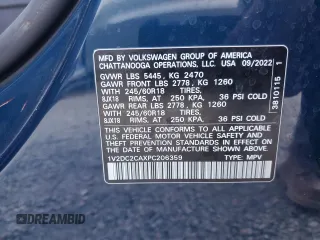 MFD BY VOLKSWAGEN GROUP OF AMERICA
CHATTANOOGA OPERATIONS, LLC. USA 09/2022
GVWR LBS 5445, KG 2470
GAWR FRONT LBS 2778, KG 1260
WITH 245/60R18 TIRES,
8JX18 RIMS, AT 250 KPA, 36 PSI COLD
GAWR REAR LBS 2778, KG 1260
WITH 245/60R18 TIRES,
8JX18 RIMS, AT 250 KPA, 36 PSI COLD
THIS VEHICLE CONFORMS TO ALL APPLICABLE
U.S. FEDERAL MOTOR VEHICLE SAFETY AND
THEFT PREVENTION STANDARDS IN EFFECT ON
THE DATE OF MANUFACTURE SHOWN ABOVE.
1V2DC2CAXPC206359 TYPE: MPV
3810115 1
DREAMBID